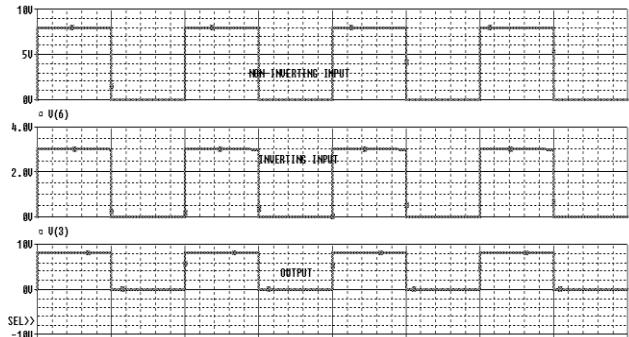 10V
5V
NON-INVERTING INPUT
0V
V(6)
4.0V
INVERTING INPUT
2.0V
0V
V(3)
10V
OUTPUT
0V
SEL>>
-10V